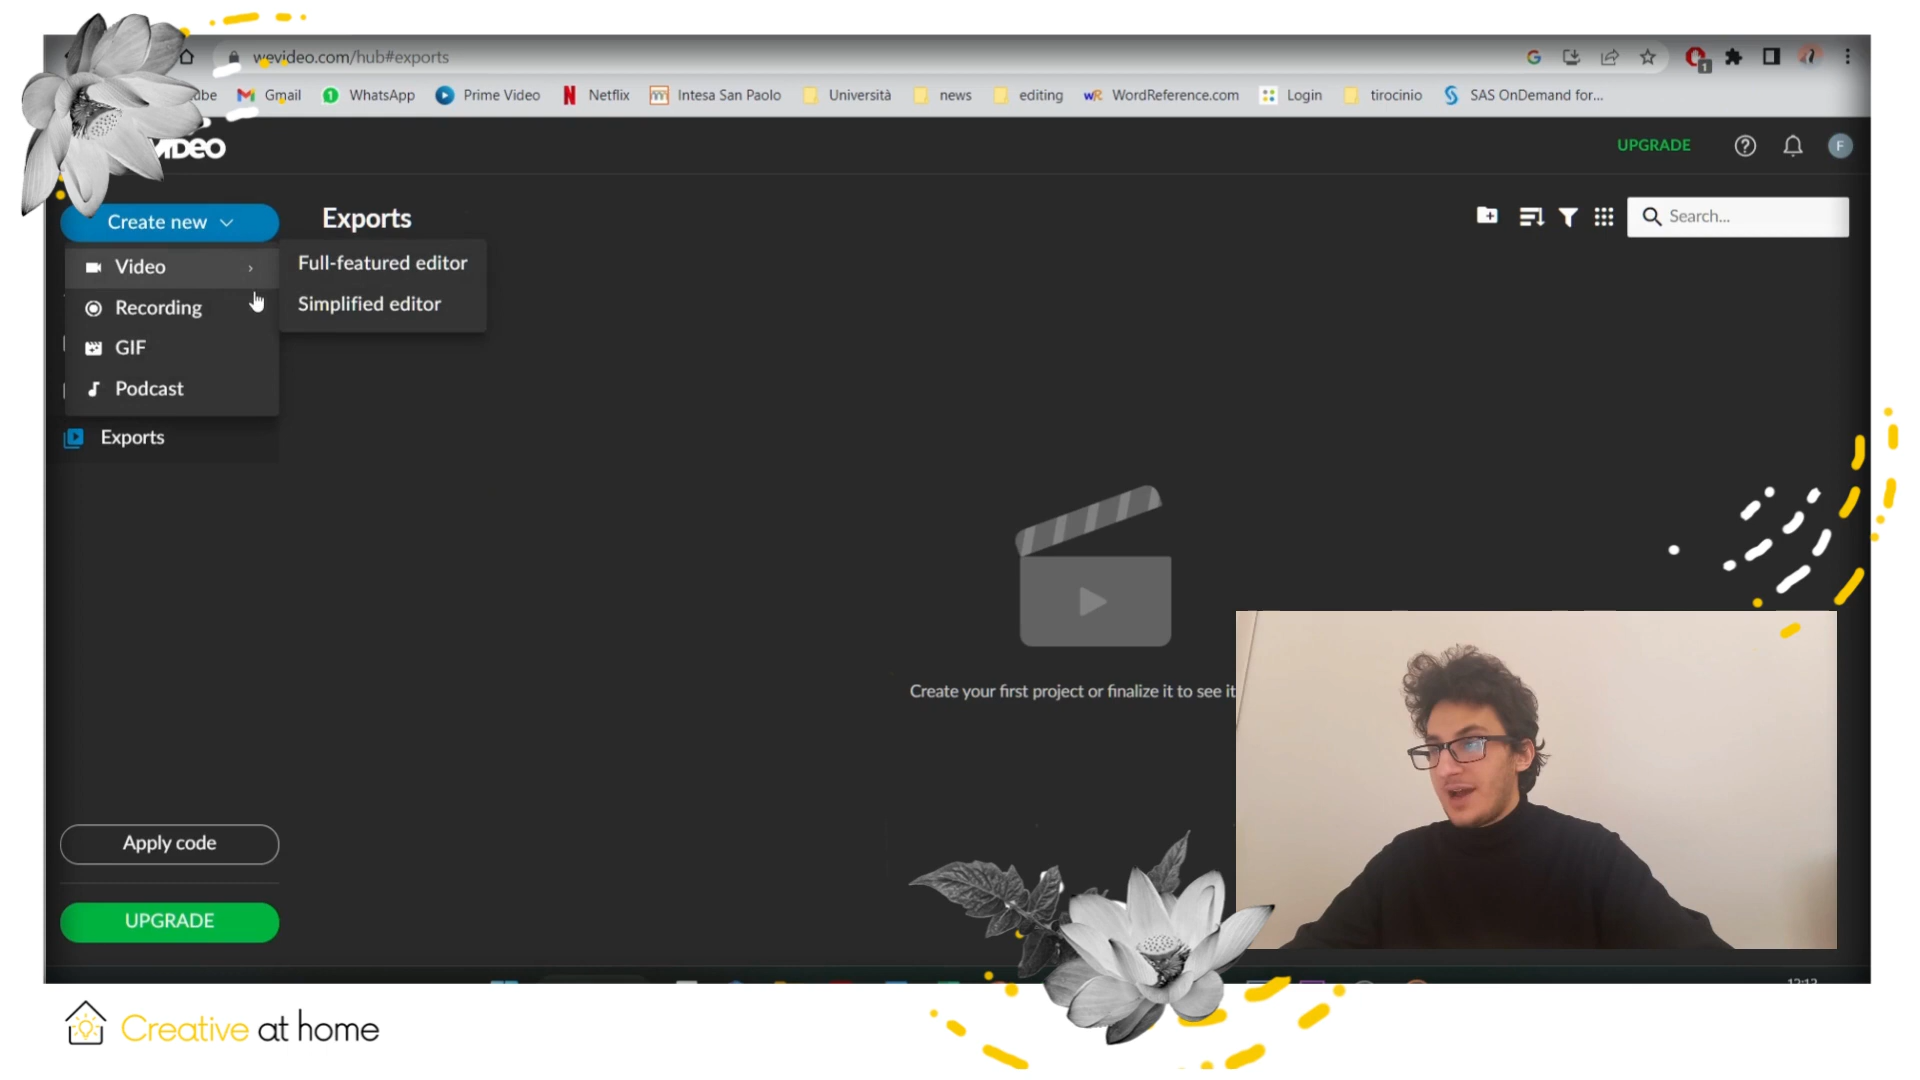 wevideo.com/hub#exports
Gmail WhatsApp Prime Video Netflix Intesa San Paolo Università news editing WordReference.com Login tirocinio SAS OnDemand for...
UPGRADE
F
Create new
Exports
Search...
Video
Full-featured editor
Recording
Simplified editor
GIF
Podcast
Exports
Create your first project or finalize it to see it
Apply code
UPGRADE
Creative at home